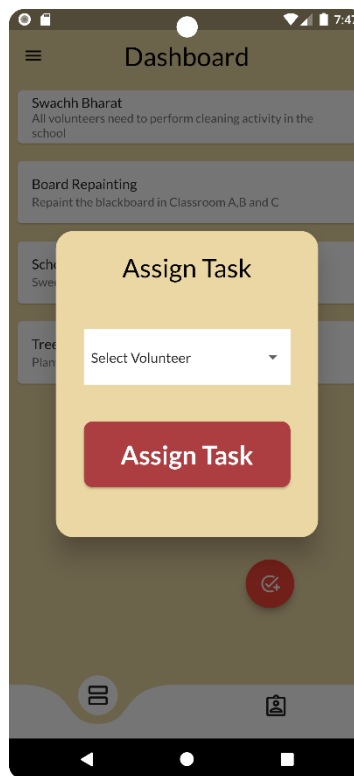 7:47
Dashboard
Swachh Bharat
All volunteers need to perform cleaning activity in the
school
Board Repainting
Repaint the blackboard in Classroom A,B and C
Assign Task
Select Volunteer
Assign Task